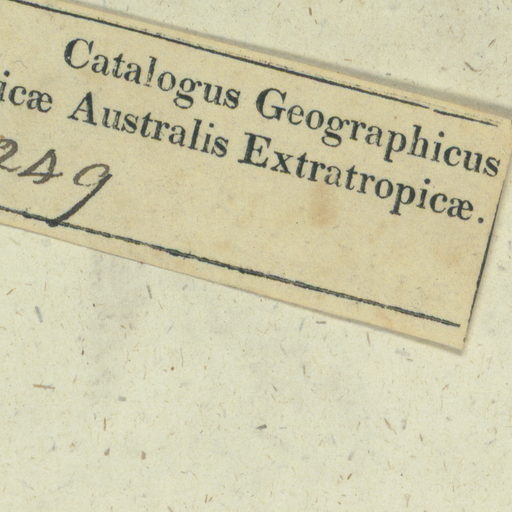 Catalogus Geographicus
icæ Australis Extratropicæ.
249